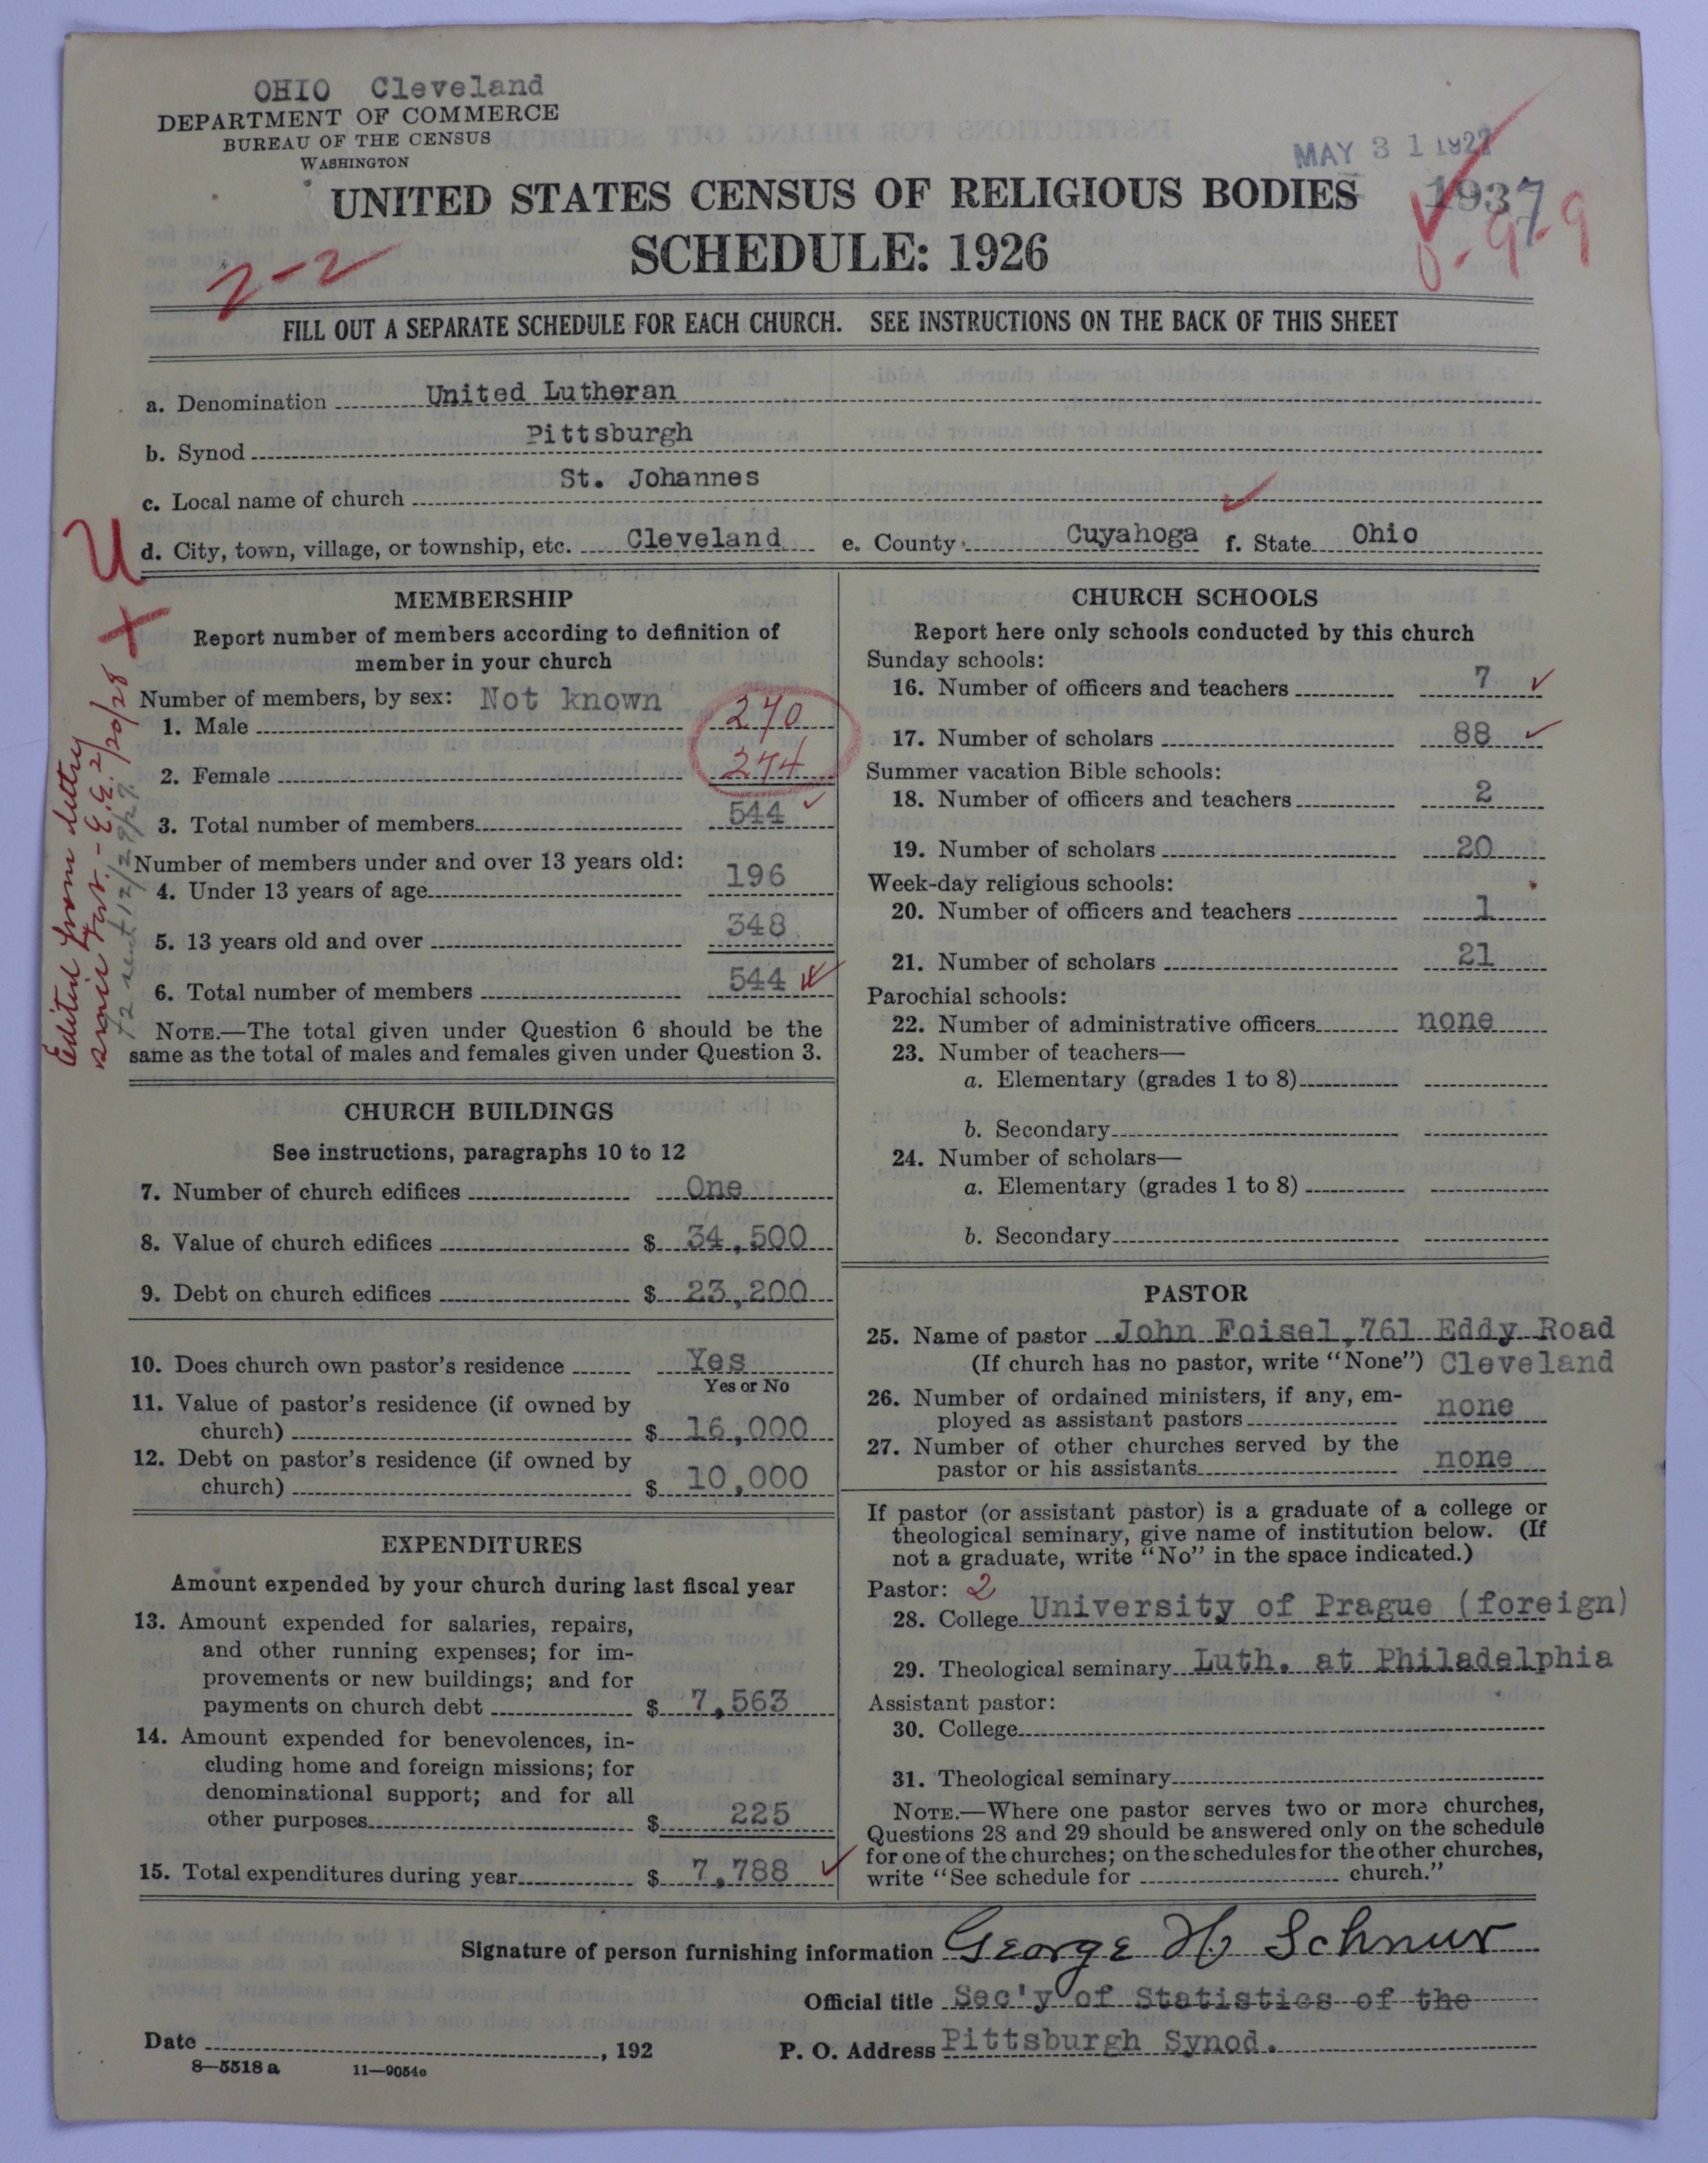 OHIO Cleveland
DEPARTMENT OF COMMERCE
BUREAU OF THE CENSUS
WASHINGTON
MAY 31 1927
1937
UNITED STATES CENSUS OF RELIGIOUS BODIES
SCHEDULE: 1926
2-2
9-9
FILL OUT A SEPARATE SCHEDULE FOR EACH CHURCH. SEE INSTRUCTIONS ON THE BACK OF THIS SHEET
a. Denomination United Lutheran
b. Synod Pittsburgh
c. Local name of church St. Johannes
d. City, town, village, or township, etc. Cleveland e. County Cuyahoga f. State Ohio
U
X
Edited from letter
- E.E. 2/20/28
T2 sent 12/29/27.
MEMBERSHIP
Report number of members according to definition of
member in your church
Number of members, by sex: Not known
1. Male 270
2. Female 274
3. Total number of members 544
Number of members under and over 13 years old:
4. Under 13 years of age 196
5. 13 years old and over 348
6. Total number of members 544
NOTE.—The total given under Question 6 should be the
same as the total of males and females given under Question 3.
CHURCH BUILDINGS
See instructions, paragraphs 10 to 12
7. Number of church edifices One
8. Value of church edifices $ 34,500
9. Debt on church edifices $ 23,200
10. Does church own pastor's residence Yes
Yes or No
11. Value of pastor's residence (if owned by
church) $ 16,000
12. Debt on pastor's residence (if owned by
church) $ 10,000
EXPENDITURES
Amount expended by your church during last fiscal year
13. Amount expended for salaries, repairs,
and other running expenses; for im-
provements or new buildings; and for
payments on church debt $ 7,563
14. Amount expended for benevolences, in-
cluding home and foreign missions; for
denominational support; and for all
other purposes $ 225
15. Total expenditures during year $ 7,788
CHURCH SCHOOLS
Report here only schools conducted by this church
Sunday schools:
16. Number of officers and teachers 7
17. Number of scholars 88
Summer vacation Bible schools:
18. Number of officers and teachers 2
19. Number of scholars 20
Week-day religious schools:
20. Number of officers and teachers 1
21. Number of scholars 21
Parochial schools:
22. Number of administrative officers none
23. Number of teachers—
a. Elementary (grades 1 to 8)
b. Secondary
24. Number of scholars—
a. Elementary (grades 1 to 8)
b. Secondary
PASTOR
25. Name of pastor John Foisel, 761 Eddy Road
(If church has no pastor, write "None") Cleveland
26. Number of ordained ministers, if any, em-
ployed as assistant pastors none
27. Number of other churches served by the
pastor or his assistants none
If pastor (or assistant pastor) is a graduate of a college or
theological seminary, give name of institution below. (If
not a graduate, write "No" in the space indicated.)
Pastor: 2
28. College University of Prague (foreign)
29. Theological seminary Luth. at Philadelphia
Assistant pastor:
30. College
31. Theological seminary
NOTE.—Where one pastor serves two or more churches,
Questions 28 and 29 should be answered only on the schedule
for one of the churches; on the schedules for the other churches,
write "See schedule for church."
Signature of person furnishing information George H Schnur
Official title Sec'y of Statistics of the
Date , 192 P. O. Address Pittsburgh Synod.
8—5518 a 11—9054c